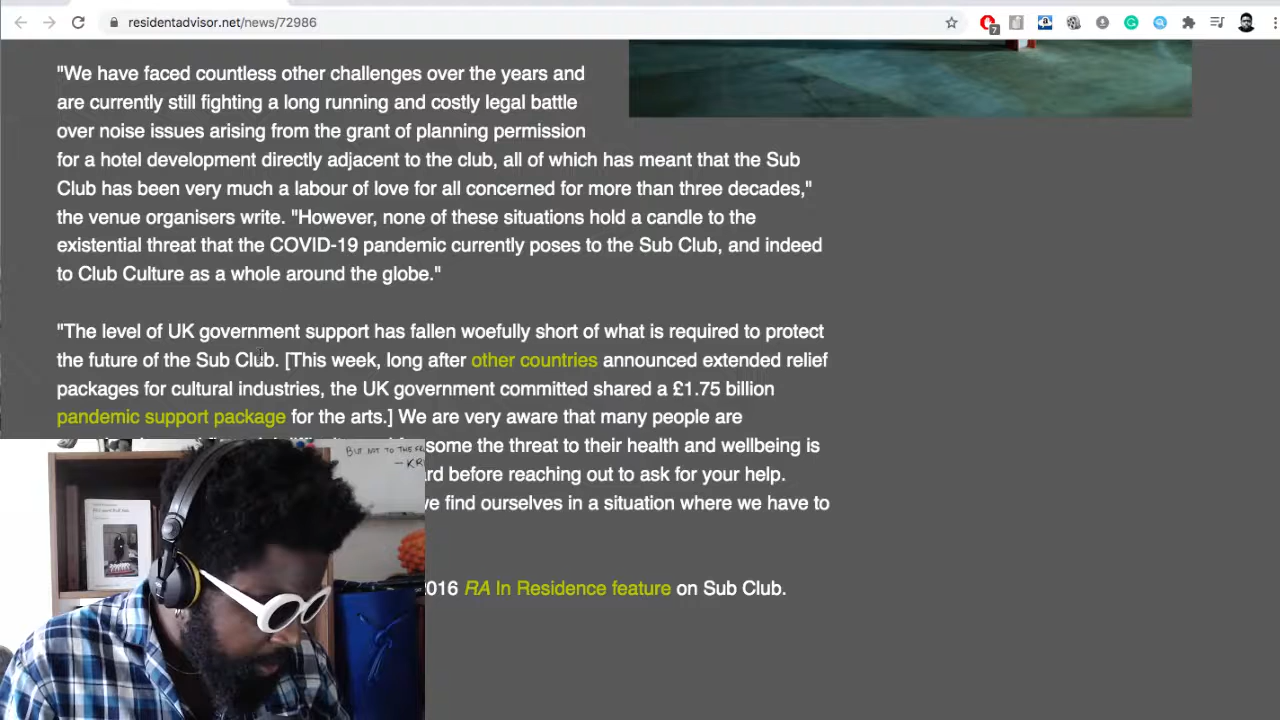 residentadvisor.net/news/72986
7
"We have faced countless other challenges over the years and
are currently still fighting a long running and costly legal battle
over noise issues arising from the grant of planning permission
for a hotel development directly adjacent to the club, all of which has meant that the Sub
Club has been very much a labour of love for all concerned for more than three decades,"
the venue organisers write. "However, none of these situations hold a candle to the
existential threat that the COVID-19 pandemic currently poses to the Sub Club, and indeed
to Club Culture as a whole around the globe."
"The level of UK government support has fallen woefully short of what is required to protect
the future of the Sub Club. [This week, long after other countries announced extended relief
packages for cultural industries, the UK government committed shared a £1.75 billion
pandemic support package for the arts.] We are very aware that many people are
some the threat to their health and wellbeing is
before reaching out to ask for your help.
we find ourselves in a situation where we have to
2016 RA In Residence feature on Sub Club.
BUT NOT TO THE